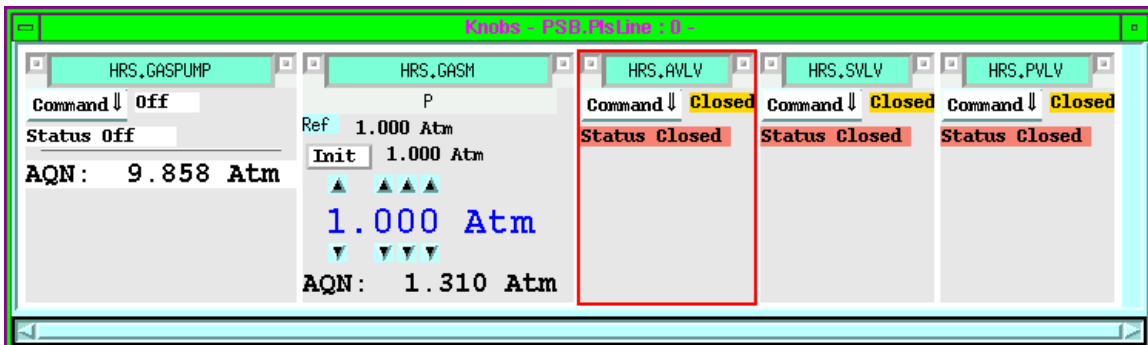 Knobs - PSB.PlsLine : 0 -
HRS.GASPUMP
Command⇓ Off
Status Off
AQN: 9.858 Atm
HRS.GASM
P
Ref 1.000 Atm
Init 1.000 Atm
1.000 Atm
AQN: 1.310 Atm
HRS.AVLV
Command⇓ Closed
Status Closed
HRS.SVLV
Command⇓ Closed
Status Closed
HRS.PVLV
Command⇓ Closed
Status Closed